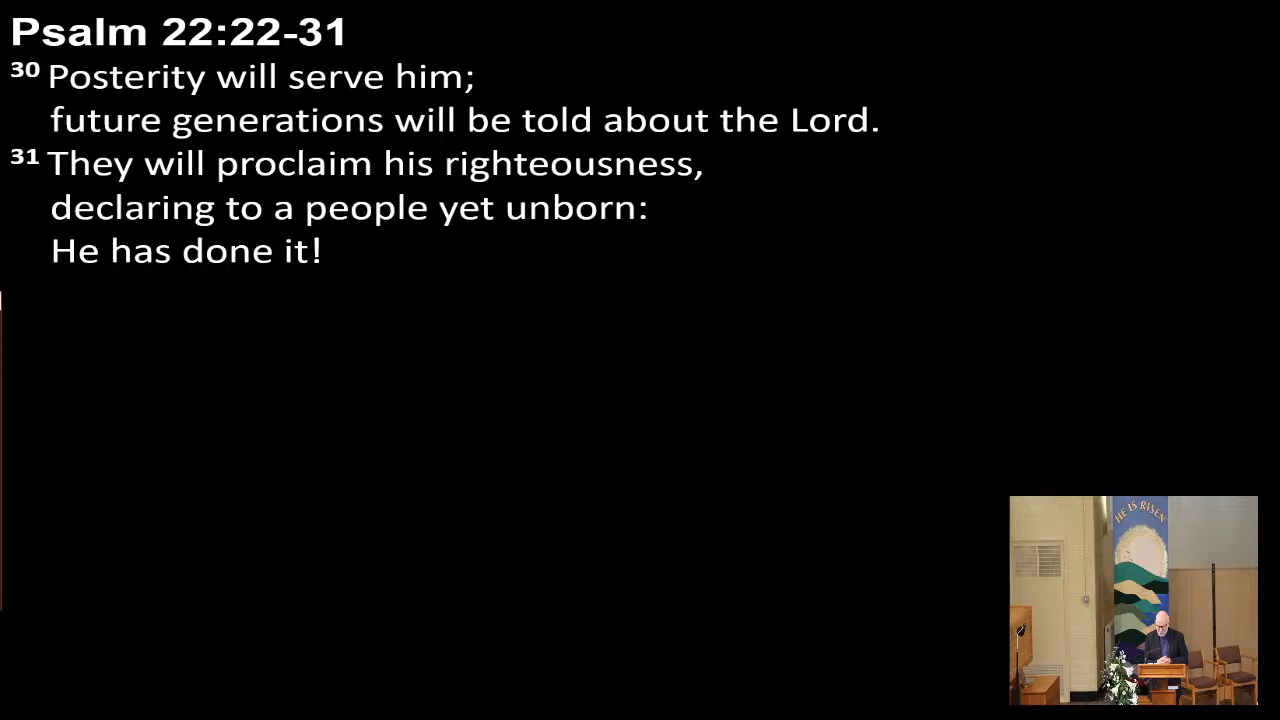 Psalm 22:22-31
30 Posterity will serve him;
future generations will be told about the Lord.
31 They will proclaim his righteousness,
declaring to a people yet unborn:
He has done it!
HE IS RISEN